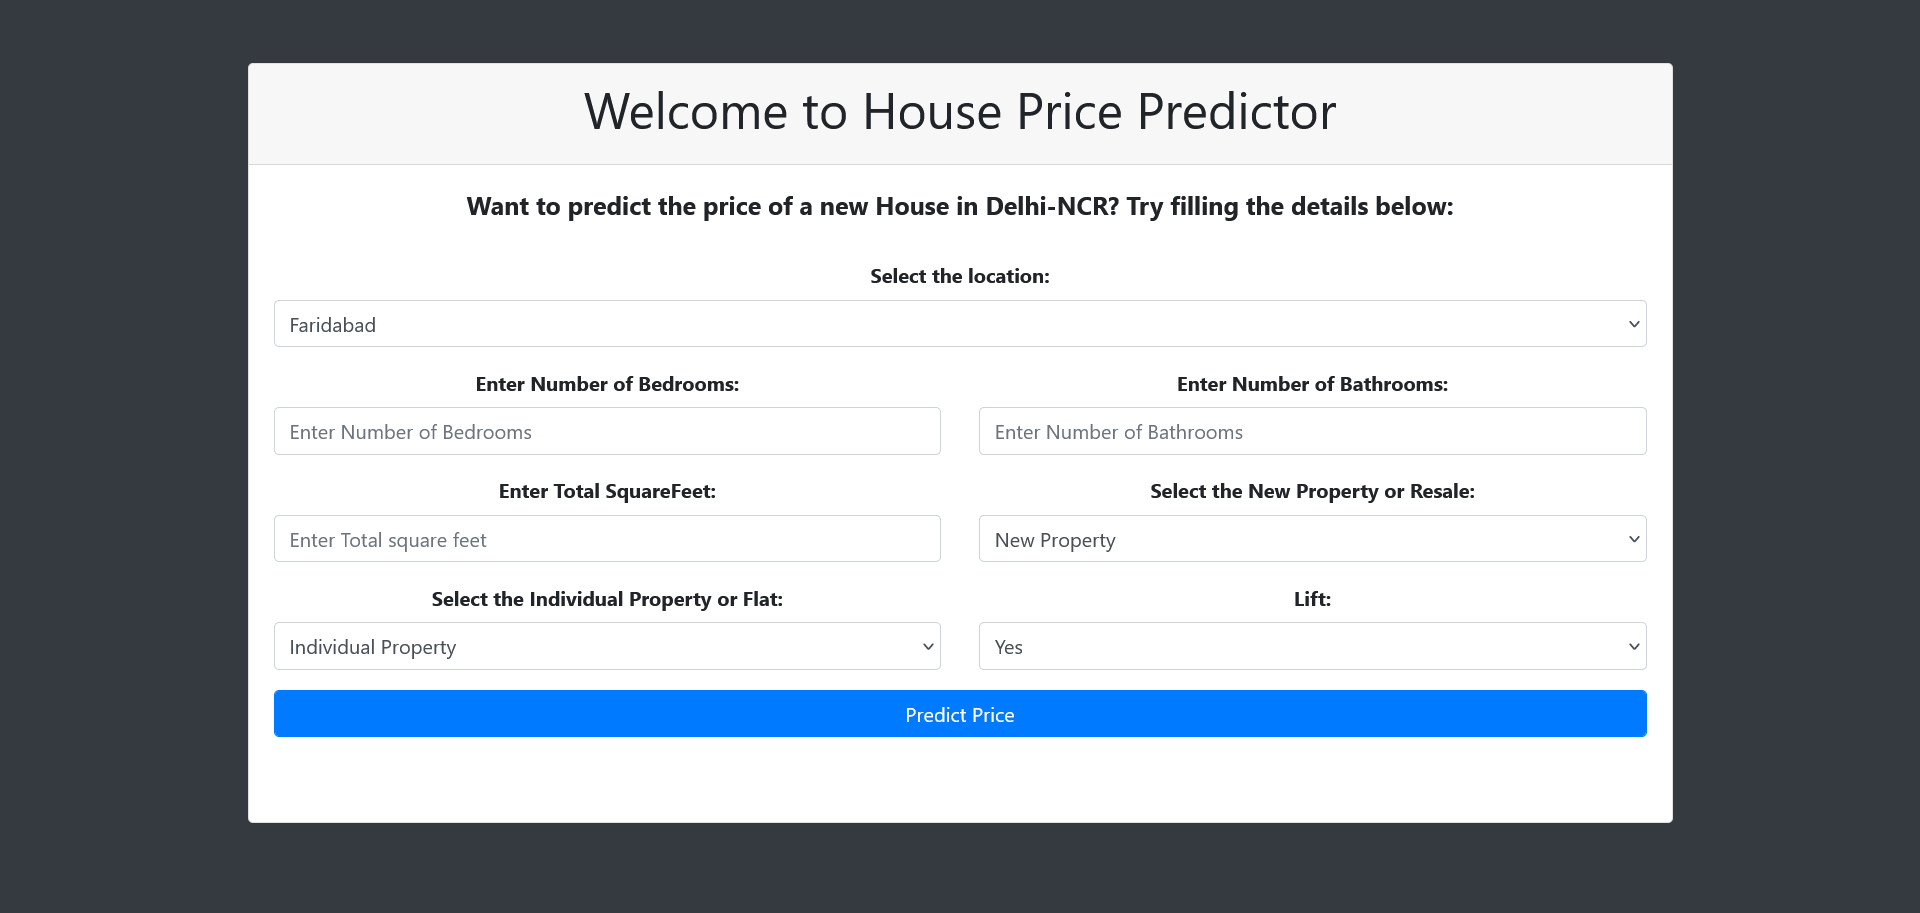 Welcome to House Price Predictor
Want to predict the price of a new House in Delhi-NCR? Try filling the details below:
Select the location:
Faridabad
Enter Number of Bedrooms:
Enter Number of Bedrooms
Enter Number of Bathrooms:
Enter Number of Bathrooms
Enter Total SquareFeet:
Enter Total square feet
Select the New Property or Resale:
New Property
Select the Individual Property or Flat:
Individual Property
Lift:
Yes
Predict Price